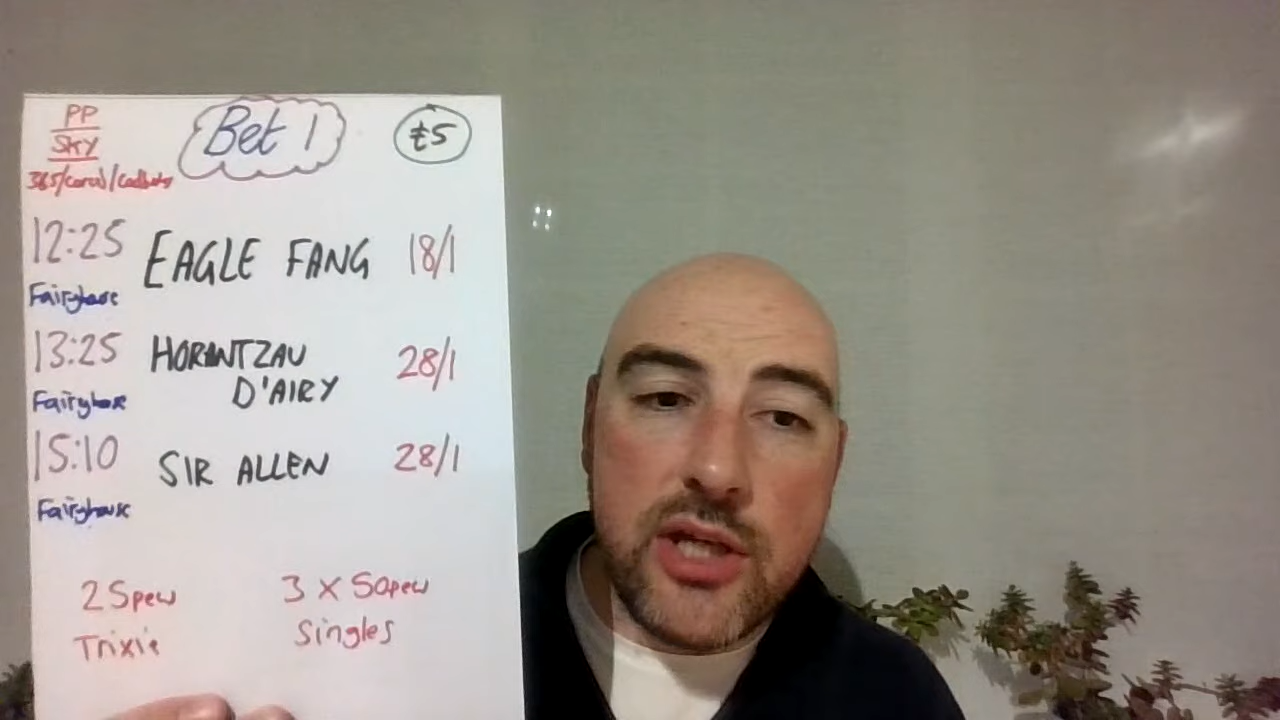 PP
SKY
365/Coral/Ladbrokes
Bet 1
£5
12:25 EAGLE FANG 18/1
Fairyhouse
13:25 HORANTZAU D'AIRY 28/1
Fairyhouse
15:10 SIR ALLEN 28/1
Fairyhouse
25pew Trixie
3 x 50pew Singles